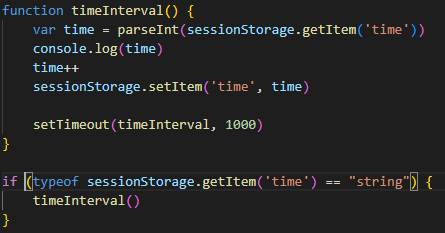 function timeInterval() {
    var time = parseInt(sessionStorage.getItem('time'))
    console.log(time)
    time++
    sessionStorage.setItem('time', time)

    setTimeout(timeInterval, 1000)
}

if (typeof sessionStorage.getItem('time') == "string") {
    timeInterval()
}